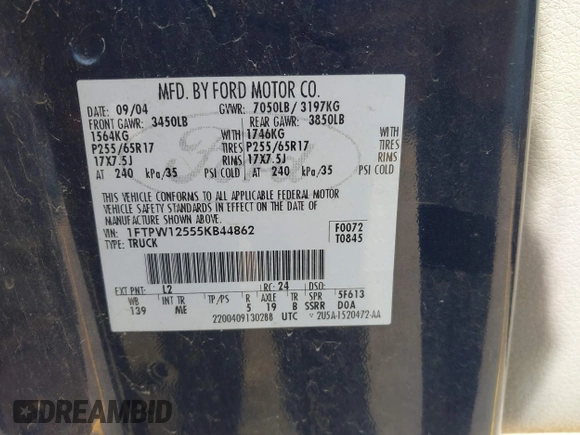 MFD. BY FORD MOTOR CO.
DATE: 09/04 GVWR: 7050LB / 3197KG
FRONT GAWR: 3450LB REAR GAWR: 3850LB
1564KG WITH 1746KG WITH
P255/65R17 TIRES P255/65R17 TIRES
17X7.5J RIMS 17X7.5J RIMS
AT 240 kPa/35 PSI COLD AT 240 kPa/35 PSI COLD
THIS VEHICLE CONFORMS TO ALL APPLICABLE FEDERAL MOTOR
VEHICLE SAFETY STANDARDS IN EFFECT ON THE DATE OF
MANUFACTURE SHOWN ABOVE.
VIN: 1FTPW12555KB44862 F0072
TYPE: TRUCK T0845
EXT PNT: L2 RC: 24 DSO:
WB INT TR TP/PS R AXLE TR SPR 5F613
139 ME 5 19 B SSRR D0A
2200409130288 UTC 2U5A-1520472-AA
Ford
DREAMBID